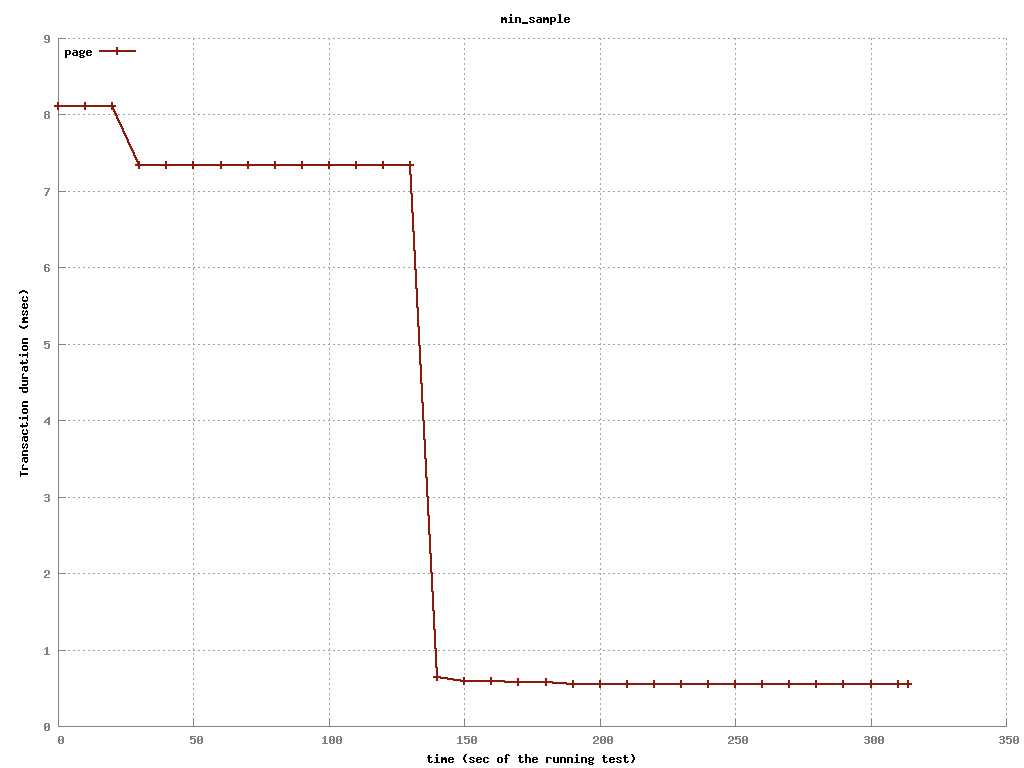 min_sample
page
9
8
7
6
5
4
3
2
1
0
Transaction duration (msec)
0 50 100 150 200 250 300 350
time (sec of the running test)